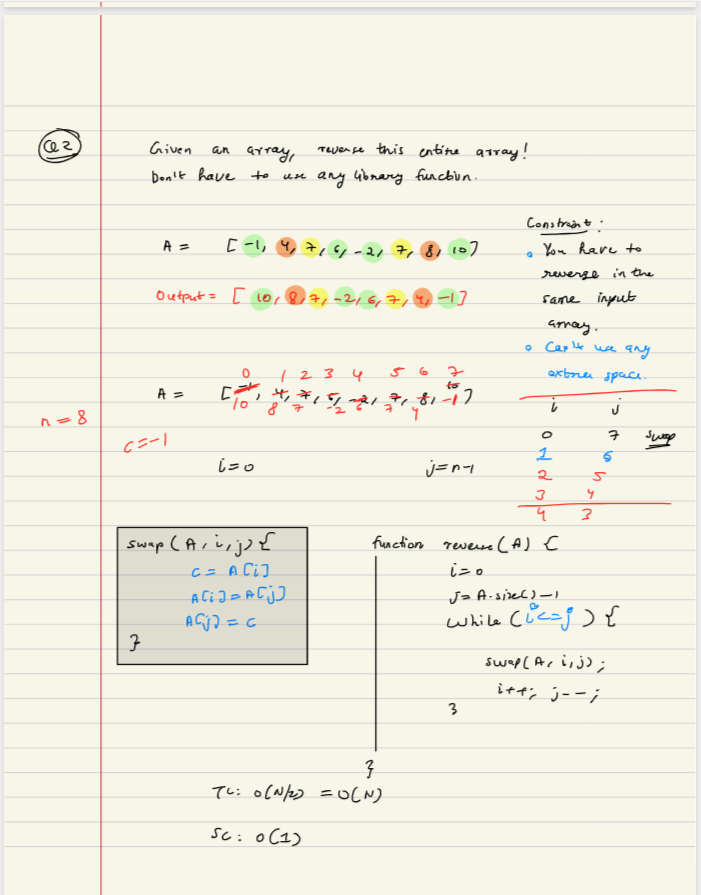 Q2
Given an array, reverse this entire array!
Don't have to use any library function.
A = [-1, 4, 7, 6, -2, 7, 8, 10]
Output = [10, 8, 7, -2, 6, 7, 4, -1]
Constraint:
You have to
reverse in the
same input
array.
Can't use any
extra space.
0 1 2 3 4 5 6 7
A = [-1, 4, 7, 6, -2, 7, 8, 10]
10 8 7 -2 6 7 4 -1
n = 8
c = -1
i=0 j=n-1
i j
0 7 swap
1 6
2 5
3 4
4 3
swap (A, i, j) {
c = A[i]
A[i] = A[j]
A[j] = c
}
function reverse (A) {
i=0
j= A.size() -1
while (i<=j) {
swap(A, i, j);
i++; j--;
}
}
TC: O(N/2) = O(N)
SC: O(1)